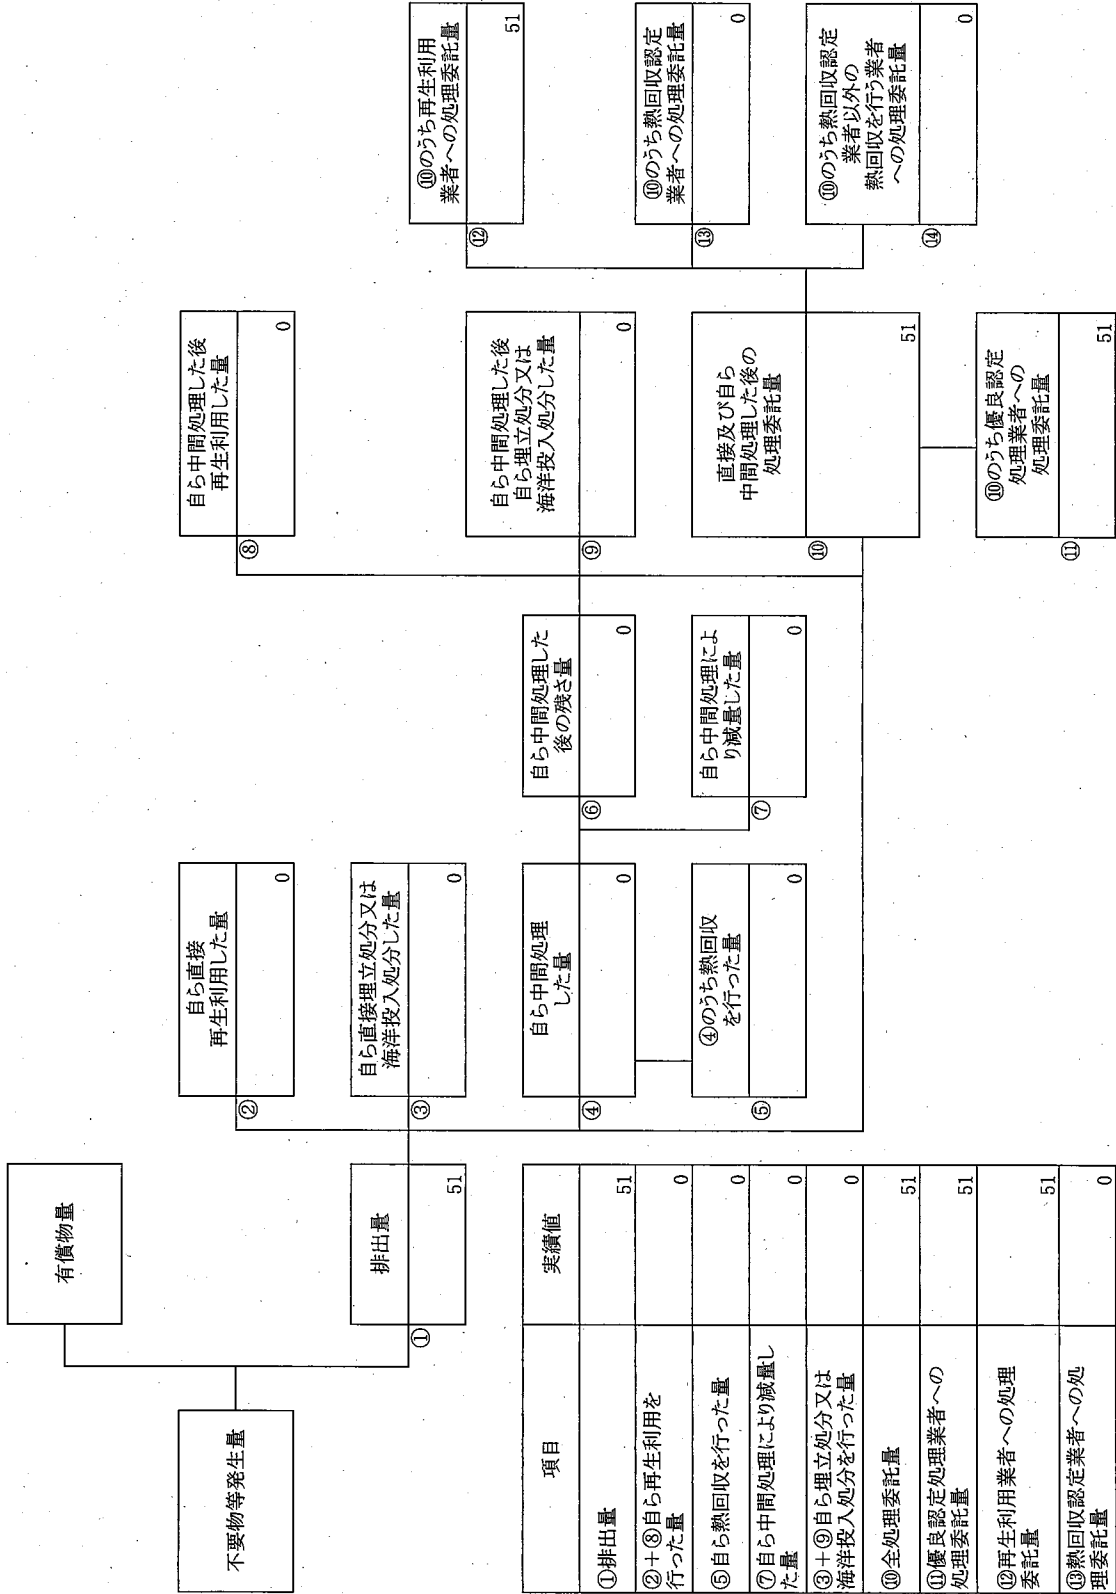 不要物等発生量
有償物量
排出量
①
51
自ら直接
再生利用した量
②
0
自ら直接埋立処分又は
海洋投入処分した量
③
0
自ら中間処理
した量
④
0
④のうち熱回収
を行った量
⑤
0
自ら中間処理した
後の残さ量
⑥
0
自ら中間処理によ
り減量した量
⑦
0
自ら中間処理した後
再生利用した量
⑧
0
自ら中間処理した後
自ら埋立処分又は
海洋投入処分した量
⑨
0
直接及び自ら
中間処理した後の
処理委託量
⑩
51
⑩のうち優良認定
処理業者への
処理委託量
⑪
51
⑩のうち再生利用
業者への処理委託量
⑫
51
⑩のうち熱回収認定
業者への処理委託量
⑬
0
⑩のうち熱回収認定
業者以外の
熱回収を行う業者
への処理委託量
⑭
0
項目
実績値
①排出量
51
②+⑧自ら再生利用を
行った量
0
⑤自ら熱回収を行った量
0
⑦自ら中間処理により減量し
た量
0
③+⑨自ら埋立処分又は
海洋投入処分を行った量
0
⑩全処理委託量
51
⑪優良認定処理業者への
処理委託量
51
⑫再生利用業者への処理
委託量
51
⑬熱回収認定業者への処
理委託量
0